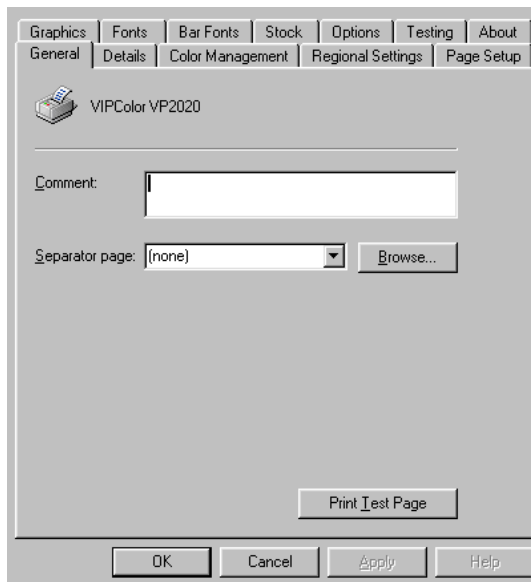 Graphics Fonts Bar Fonts Stock Options Testing About
General Details Color Management Regional Settings Page Setup
VIPColor VP2020
Comment:
Separator page: (none) Browse...
Print Test Page
OK Cancel Apply Help